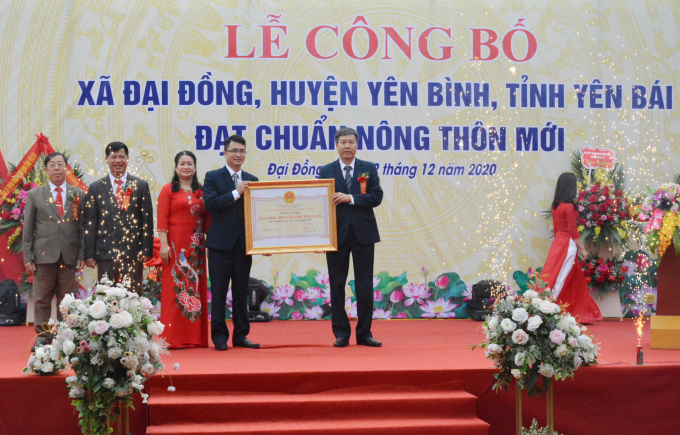 LỄ CÔNG BỐ
XÃ ĐẠI ĐỒNG, HUYỆN YÊN BÌNH, TỈNH YÊN BÁI
ĐẠT CHUẨN NÔNG THÔN MỚI
Đại Đồng 2 tháng 12 năm 2020